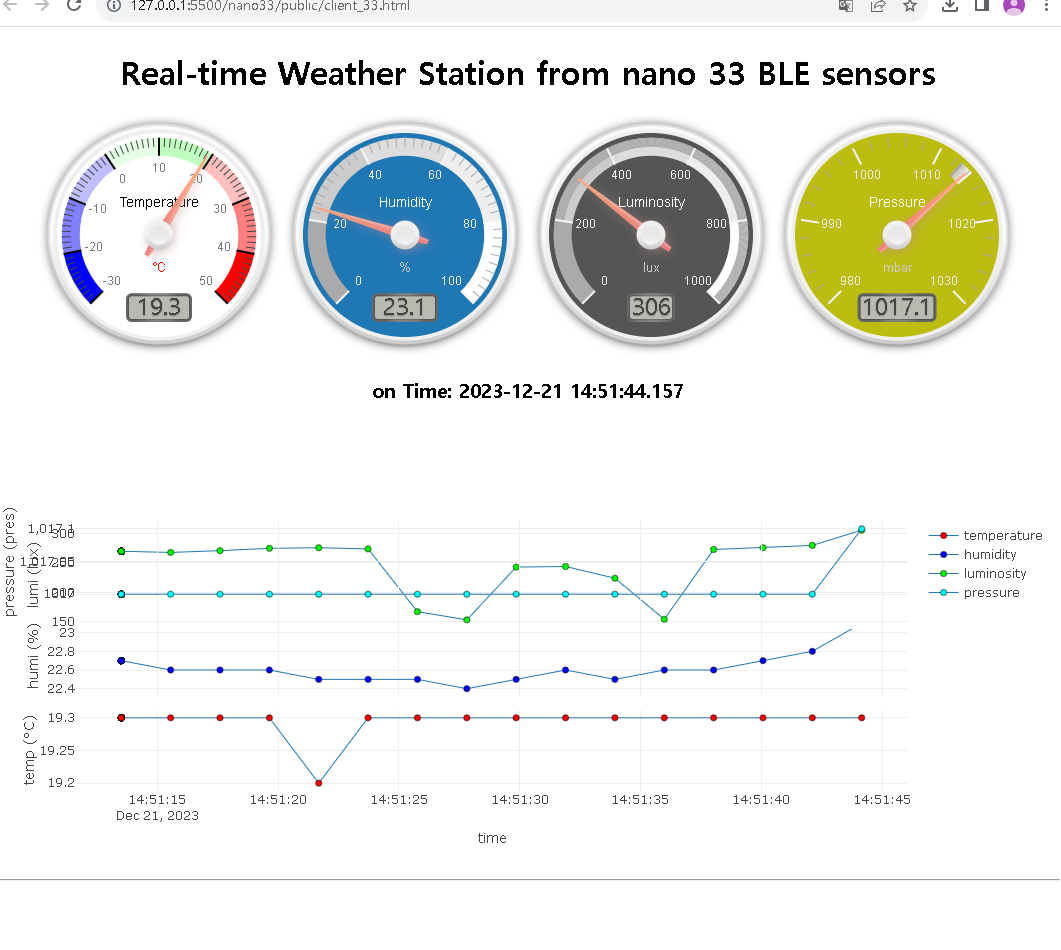 127.0.0.1:5500/nano33/public/client_33.html
Real-time Weather Station from nano 33 BLE sensors
-30 -20 -10 0 10 20 30 40 50
Temperature
°C
19.3
0 20 40 60 80 100
Humidity
%
23.1
0 200 400 600 800 1000
Luminosity
lux
306
980 990 1000 1010 1020 1030
Pressure
mbar
1017.1
on Time: 2023-12-21 14:51:44.157
pressure (pres)
1,017.1
1017
lumi (lux)
300
250
200
150
humi (%)
23
22.8
22.6
22.4
temp (°C)
19.3
19.25
19.2
14:51:15 14:51:20 14:51:25 14:51:30 14:51:35 14:51:40 14:51:45
Dec 21, 2023
time
temperature
humidity
luminosity
pressure